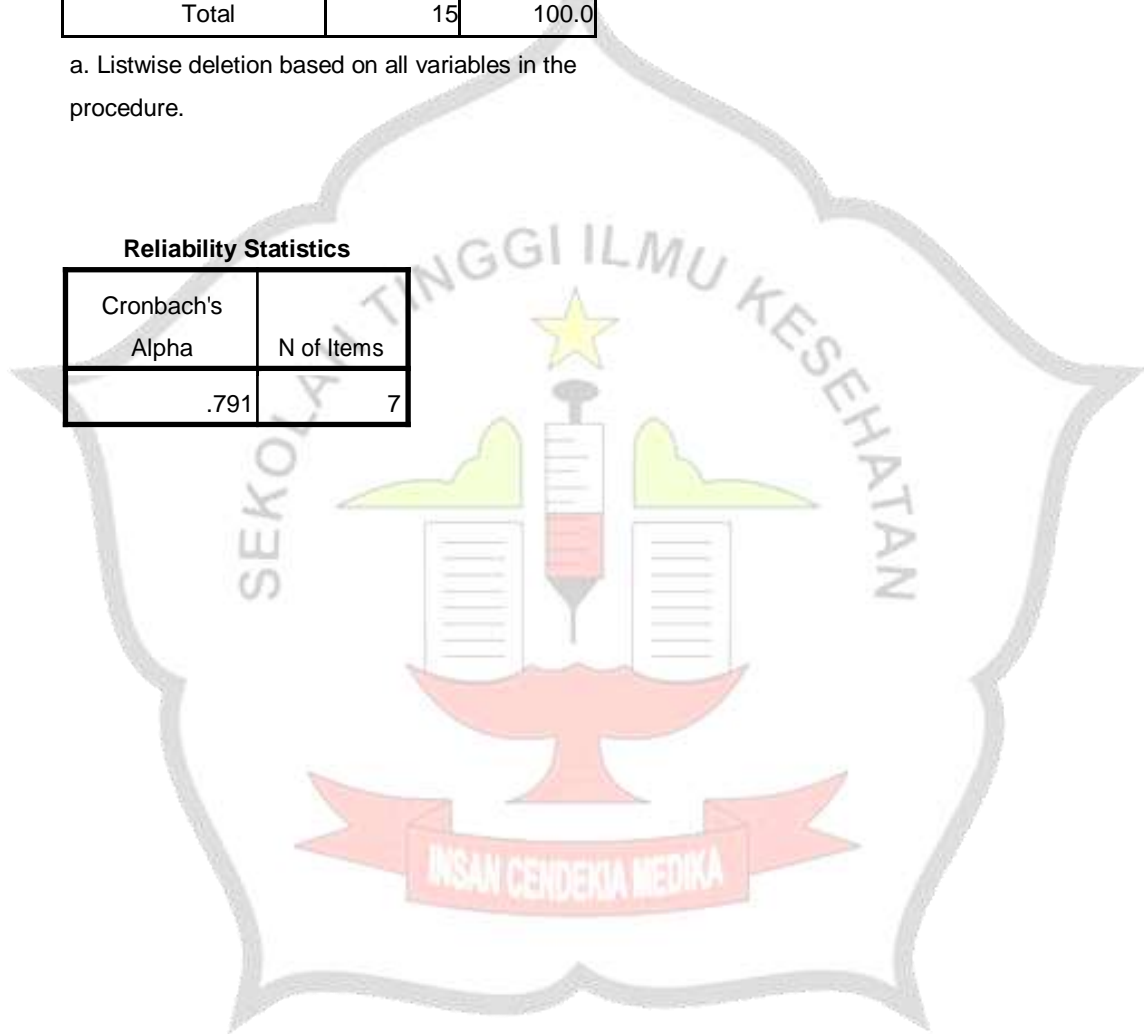 Total 15 100.0
a. Listwise deletion based on all variables in the
procedure.
Reliability Statistics
Cronbach's
Alpha N of Items
.791 7
SEKOLAH TINGGI ILMU KESEHATAN
INSAN CENDEKIA MEDIKA